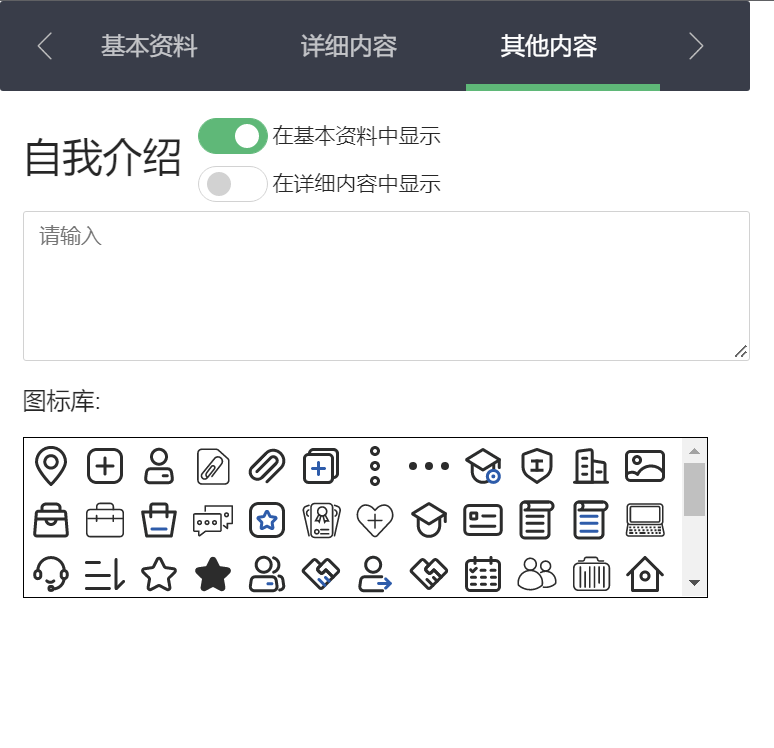 基本资料 详细内容 其他内容
自我介绍
在基本资料中显示
在详细内容中显示
请输入
图标库: